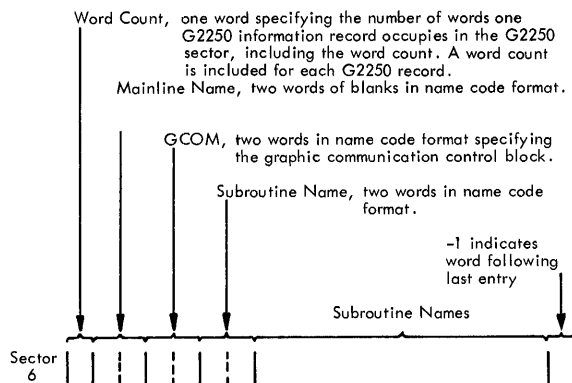 Word Count, one word specifying the number of words one
G2250 information record occupies in the G2250
sector, including the word count. A word count
is included for each G2250 record.
Mainline Name, two words of blanks in name code format.
GCOM, two words in name code format specifying
the graphic communication control block.
Subroutine Name, two words in name code
format.
-1 indicates
word following
last entry
Subroutine Names
Sector
6